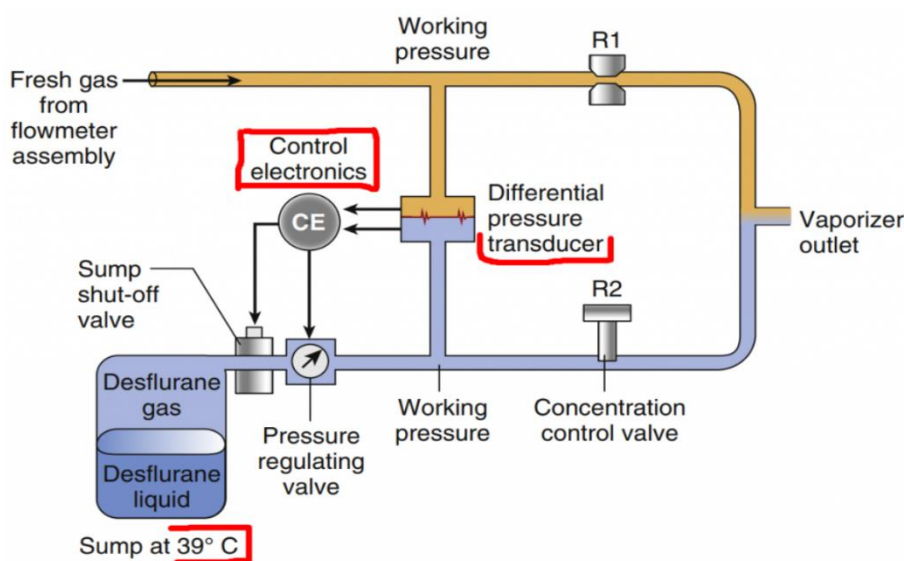 Working
pressure
R1
Fresh gas
from
flowmeter
assembly
Control
electronics
CE
Differential
pressure
transducer
Vaporizer
outlet
Sump
shut-off
valve
R2
Desflurane
gas
Desflurane
liquid
Pressure
regulating
valve
Working
pressure
Concentration
control valve
Sump at 39° C